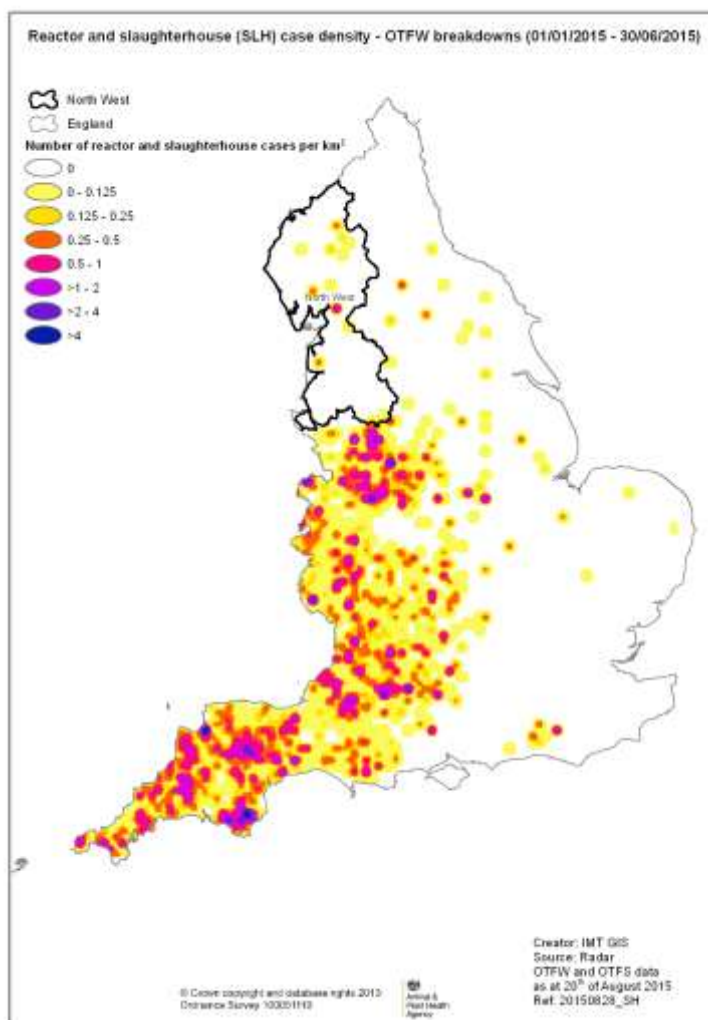 Reactor and slaughterhouse (SLH) case density - OTFW breakdowns (01/01/2015 - 30/06/2015)
North West
England
Number of reactor and slaughterhouse cases per km²
0
0 - 0.125
0.125 - 0.25
0.25 - 0.5
0.5 - 1
>1 - 2
>2 - 4
>4
North West
Creator: IMT GIS
Source: Radar
OTFW and OTFS data
as at 20th of August 2015
Ref: 20150828_SH
© Crown copyright and database rights 2013
Ordnance Survey
Animal &
Plant Health
Agency